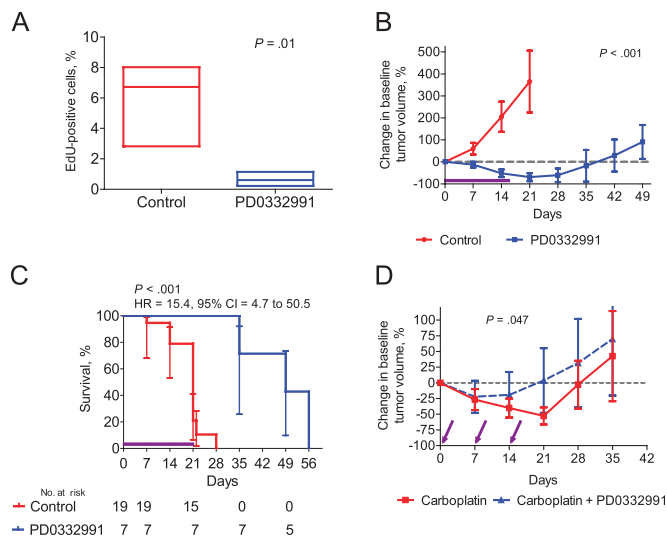 A
P = .01
EdU-positive cells, %
10
8
6
4
2
0
Control
PD0332991
B
P < .001
Change in baseline
tumor volume, %
500
400
300
200
100
0
-100
0 7 14 21 28 35 42 49
Days
Control
PD0332991
C
P < .001
HR = 15.4, 95% CI = 4.7 to 50.5
Survival, %
100
80
60
40
20
0
0 7 14 21 28 35 42 49 56
Days
No. at risk
Control 19 19 15 0 0
PD0332991 7 7 7 7 5
D
P = .047
Change in baseline
tumor volume, %
100
75
50
25
0
-25
-50
-75
-100
0 7 14 21 28 35 42
Days
Carboplatin
Carboplatin + PD0332991